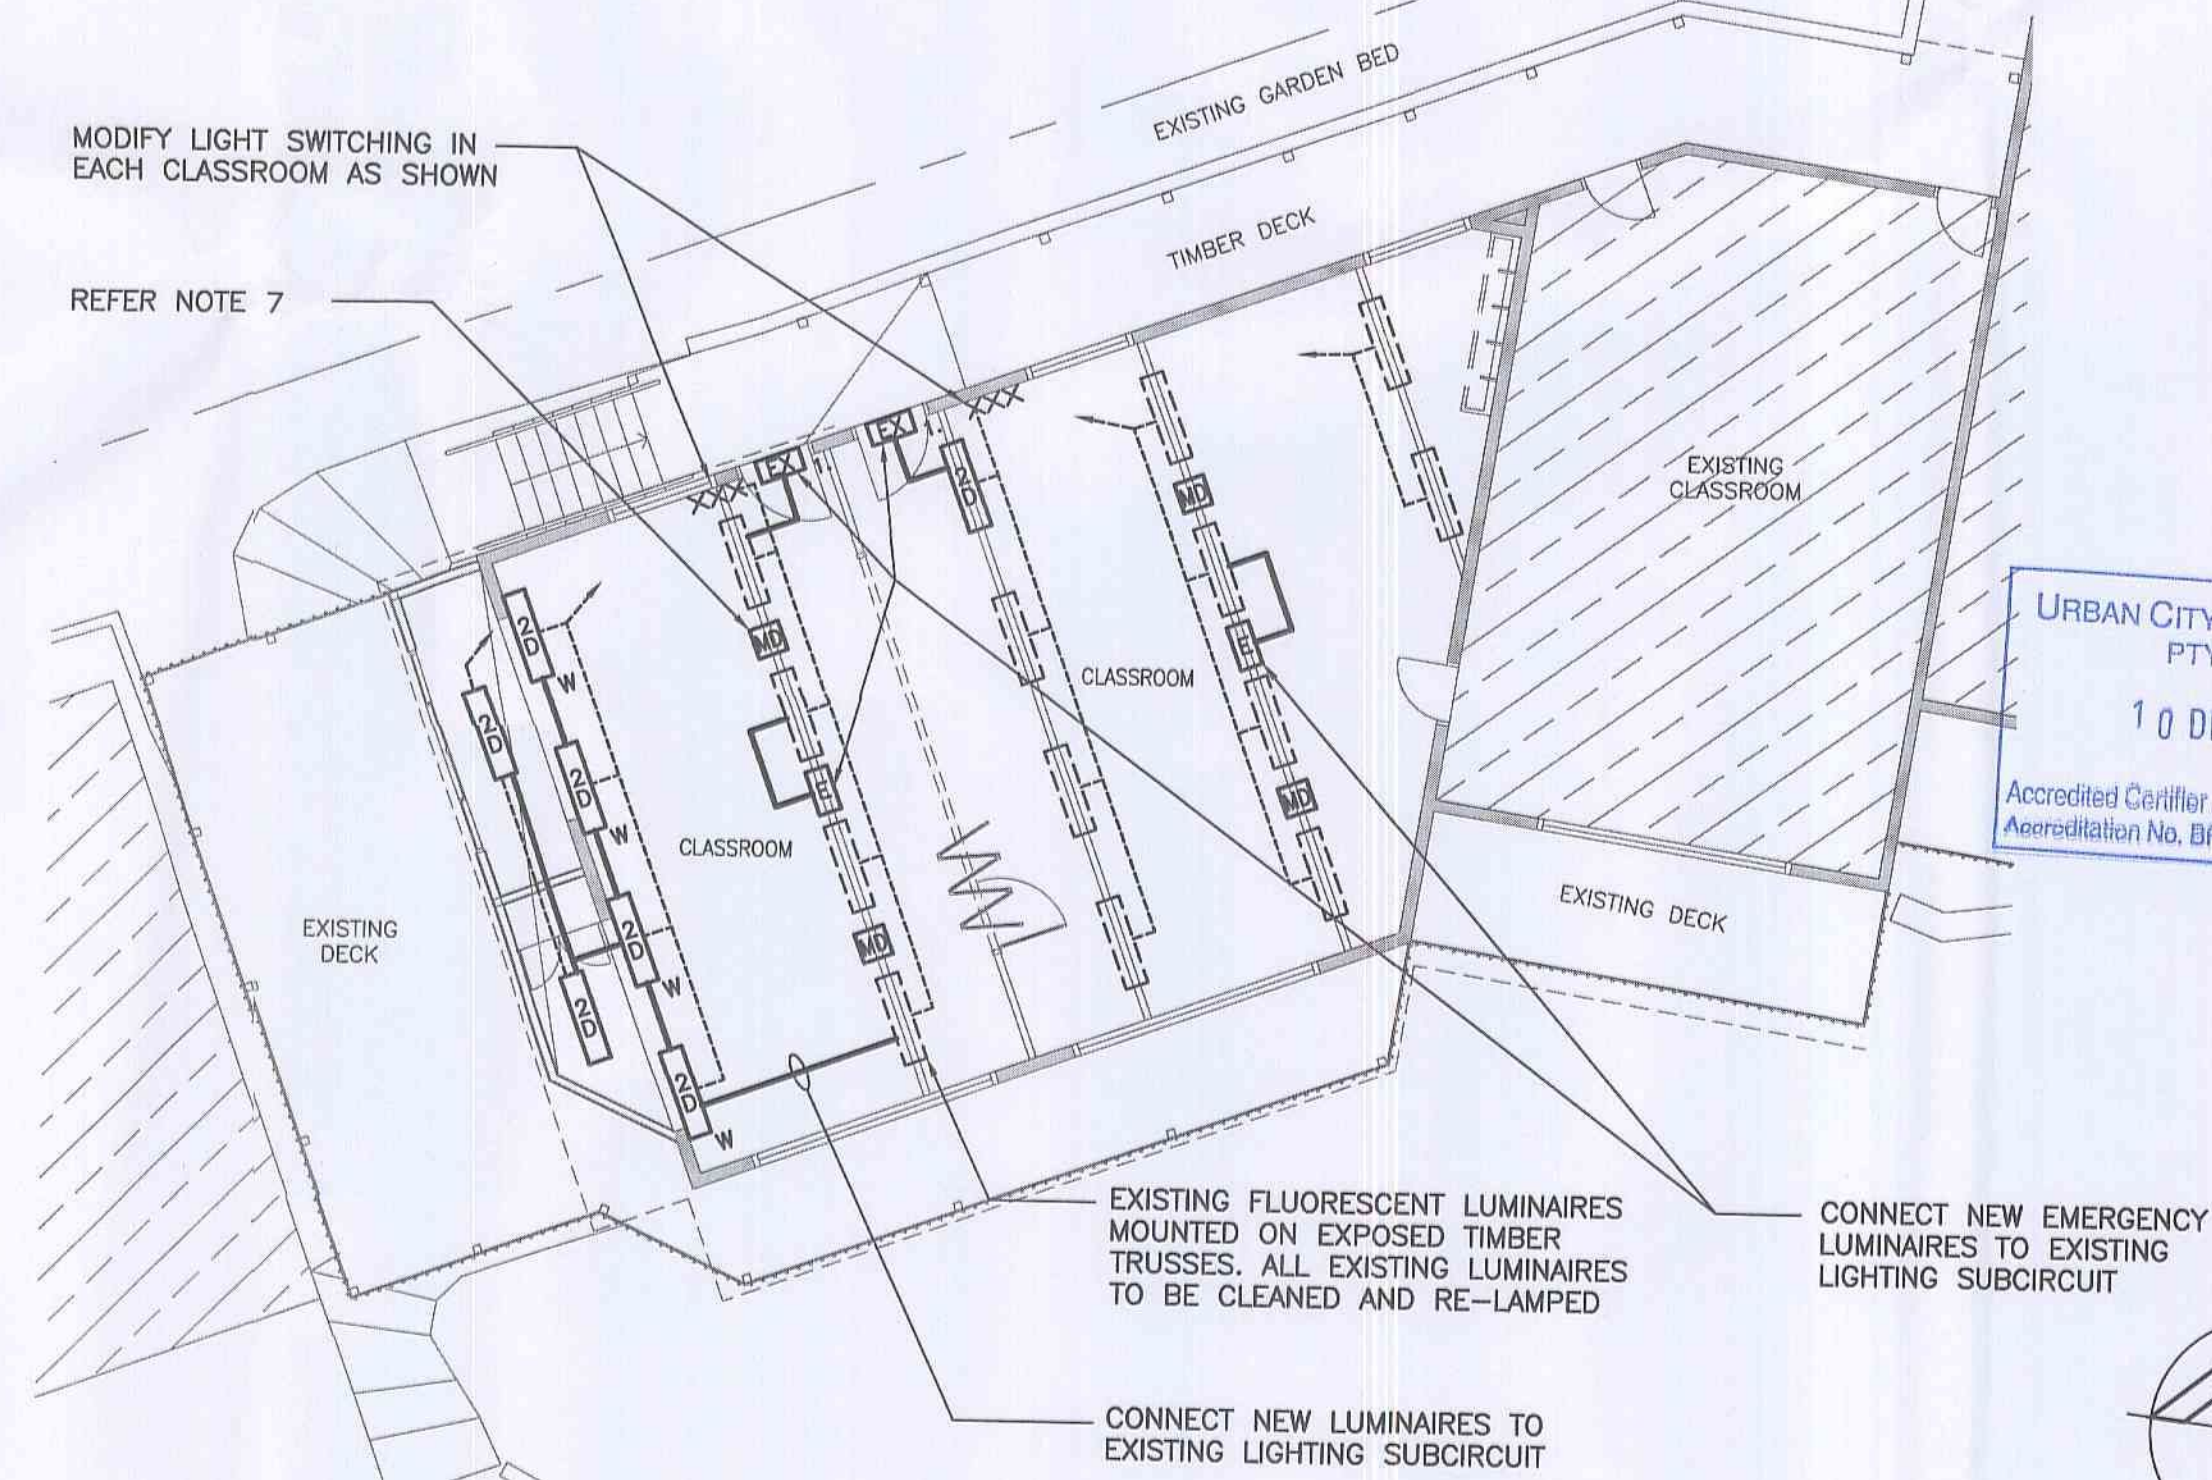 EXISTING GARDEN BED
MODIFY LIGHT SWITCHING IN
EACH CLASSROOM AS SHOWN
TIMBER DECK
REFER NOTE 7
EX
EX
XXX
XXX
2D
MD
EXISTING
CLASSROOM
MD
2D
W
E
CLASSROOM
2D
2D
W
E
MD
CLASSROOM
2D
W
MD
EXISTING
DECK
EXISTING DECK
2D
2D
W
URBAN CITY
PTY
10 D
Accredited Certifier
Accreditation No.
EXISTING FLUORESCENT LUMINAIRES
MOUNTED ON EXPOSED TIMBER
TRUSSES. ALL EXISTING LUMINAIRES
TO BE CLEANED AND RE-LAMPED
CONNECT NEW EMERGENCY
LUMINAIRES TO EXISTING
LIGHTING SUBCIRCUIT
CONNECT NEW LUMINAIRES TO
EXISTING LIGHTING SUBCIRCUIT